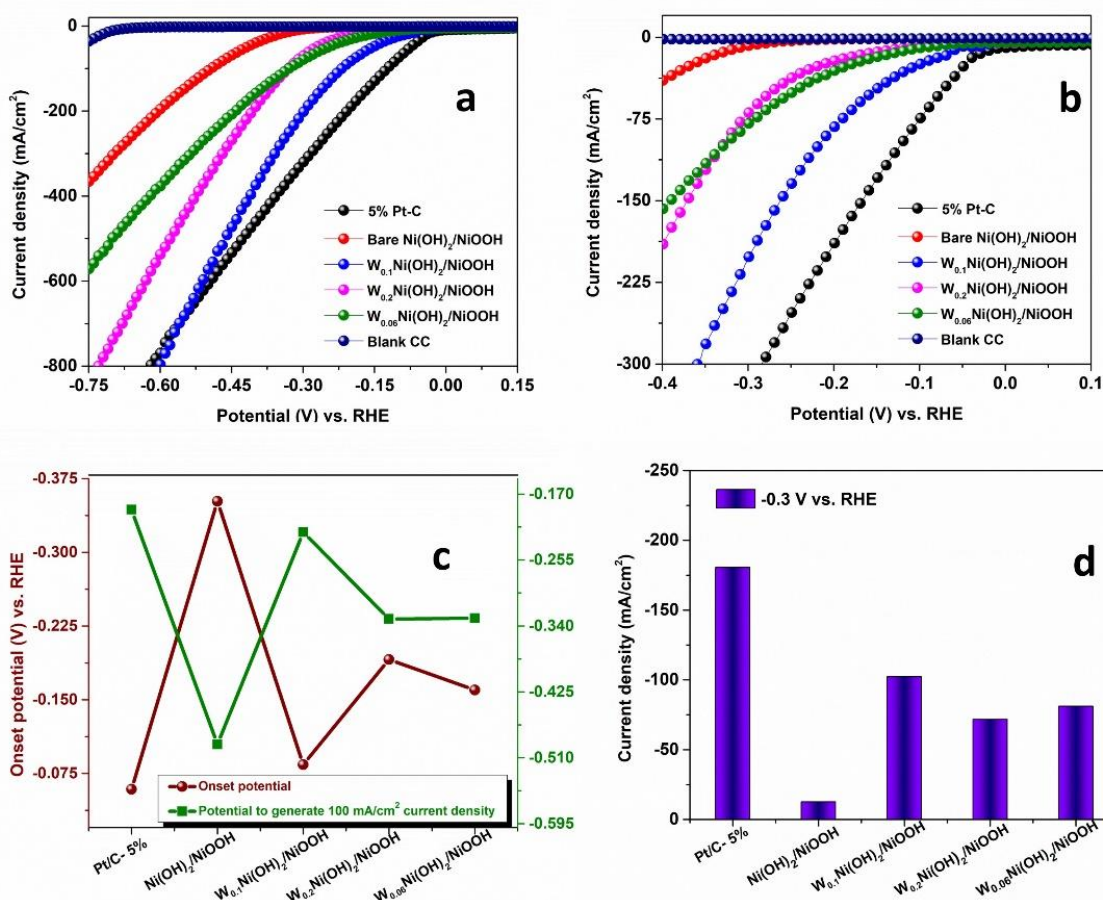 a
0
-200
-400
-600
-800
Current density (mA/cm²)
5% Pt-C
Bare Ni(OH)₂/NiOOH
W₀.₁Ni(OH)₂/NiOOH
W₀.₂Ni(OH)₂/NiOOH
W₀.₀₆Ni(OH)₂/NiOOH
Blank CC
-0.75 -0.60 -0.45 -0.30 -0.15 0.00 0.15
Potential (V) vs. RHE
b
0
-75
-150
-225
-300
Current density (mA/cm²)
5% Pt-C
Bare Ni(OH)₂/NiOOH
W₀.₁Ni(OH)₂/NiOOH
W₀.₂Ni(OH)₂/NiOOH
W₀.₀₆Ni(OH)₂/NiOOH
Blank CC
-0.4 -0.3 -0.2 -0.1 0.0 0.1
Potential (V) vs. RHE
c
-0.375
-0.300
-0.225
-0.150
-0.075
Onset potential (V) vs. RHE
-0.170
-0.255
-0.340
-0.425
-0.510
-0.595
Onset potential
Potential to generate 100 mA/cm² current density
Pt/C- 5%
Ni(OH)₂/NiOOH
W₀.₁Ni(OH)₂/NiOOH
W₀.₂Ni(OH)₂/NiOOH
W₀.₀₆Ni(OH)₂/NiOOH
d
-250
-200
-150
-100
-50
0
Current density (mA/cm²)
-0.3 V vs. RHE
Pt/C- 5%
Ni(OH)₂/NiOOH
W₀.₁Ni(OH)₂/NiOOH
W₀.₂Ni(OH)₂/NiOOH
W₀.₀₆Ni(OH)₂/NiOOH